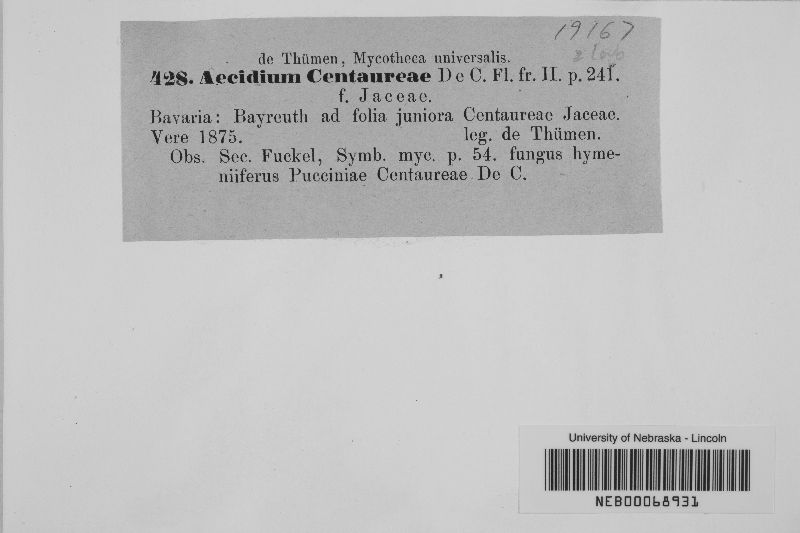 19167
de Thümen, Mycotheca universalis.
428. Aecidium Centaureae De C. Fl. fr. II. p. 241.
f. Jaceae.
Bavaria: Bayreuth ad folia juniora Centaureae Jaceae.
Vere 1875. leg. de Thümen.
Obs. Sec. Fuckel, Symb. myc. p. 54. fungus hyme-
niiferus Pucciniae Centaureae De C.
University of Nebraska - Lincoln
NEB00068931